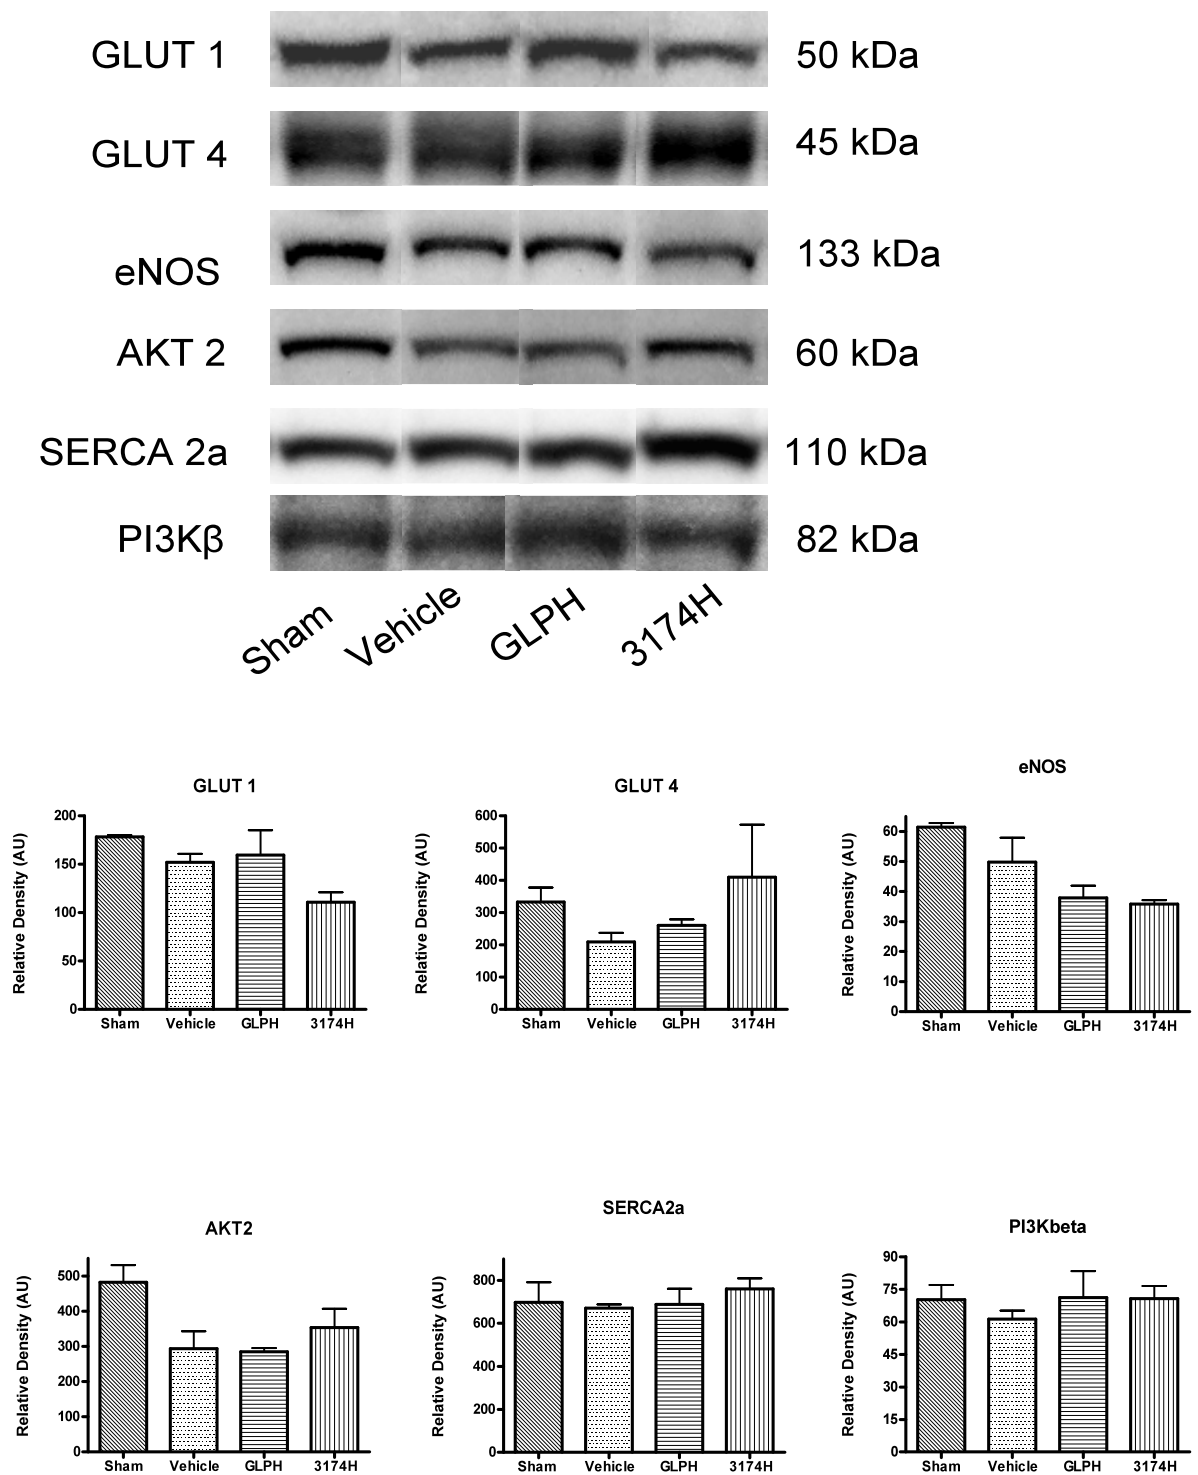 GLUT 1 50 kDa
GLUT 4 45 kDa
eNOS 133 kDa
AKT 2 60 kDa
SERCA 2a 110 kDa
PI3Kβ 82 kDa
Sham Vehicle GLPH 3174H
GLUT 1
Relative Density (AU)
200
150
100
50
0
Sham Vehicle GLPH 3174H
GLUT 4
Relative Density (AU)
600
500
400
300
200
100
0
Sham Vehicle GLPH 3174H
eNOS
Relative Density (AU)
60
50
40
30
20
10
0
Sham Vehicle GLPH 3174H
AKT2
Relative Density (AU)
500
400
300
200
100
0
Sham Vehicle GLPH 3174H
SERCA2a
Relative Density (AU)
800
600
400
200
0
Sham Vehicle GLPH 3174H
PI3Kbeta
Relative Density (AU)
90
75
60
45
30
15
0
Sham Vehicle GLPH 3174H